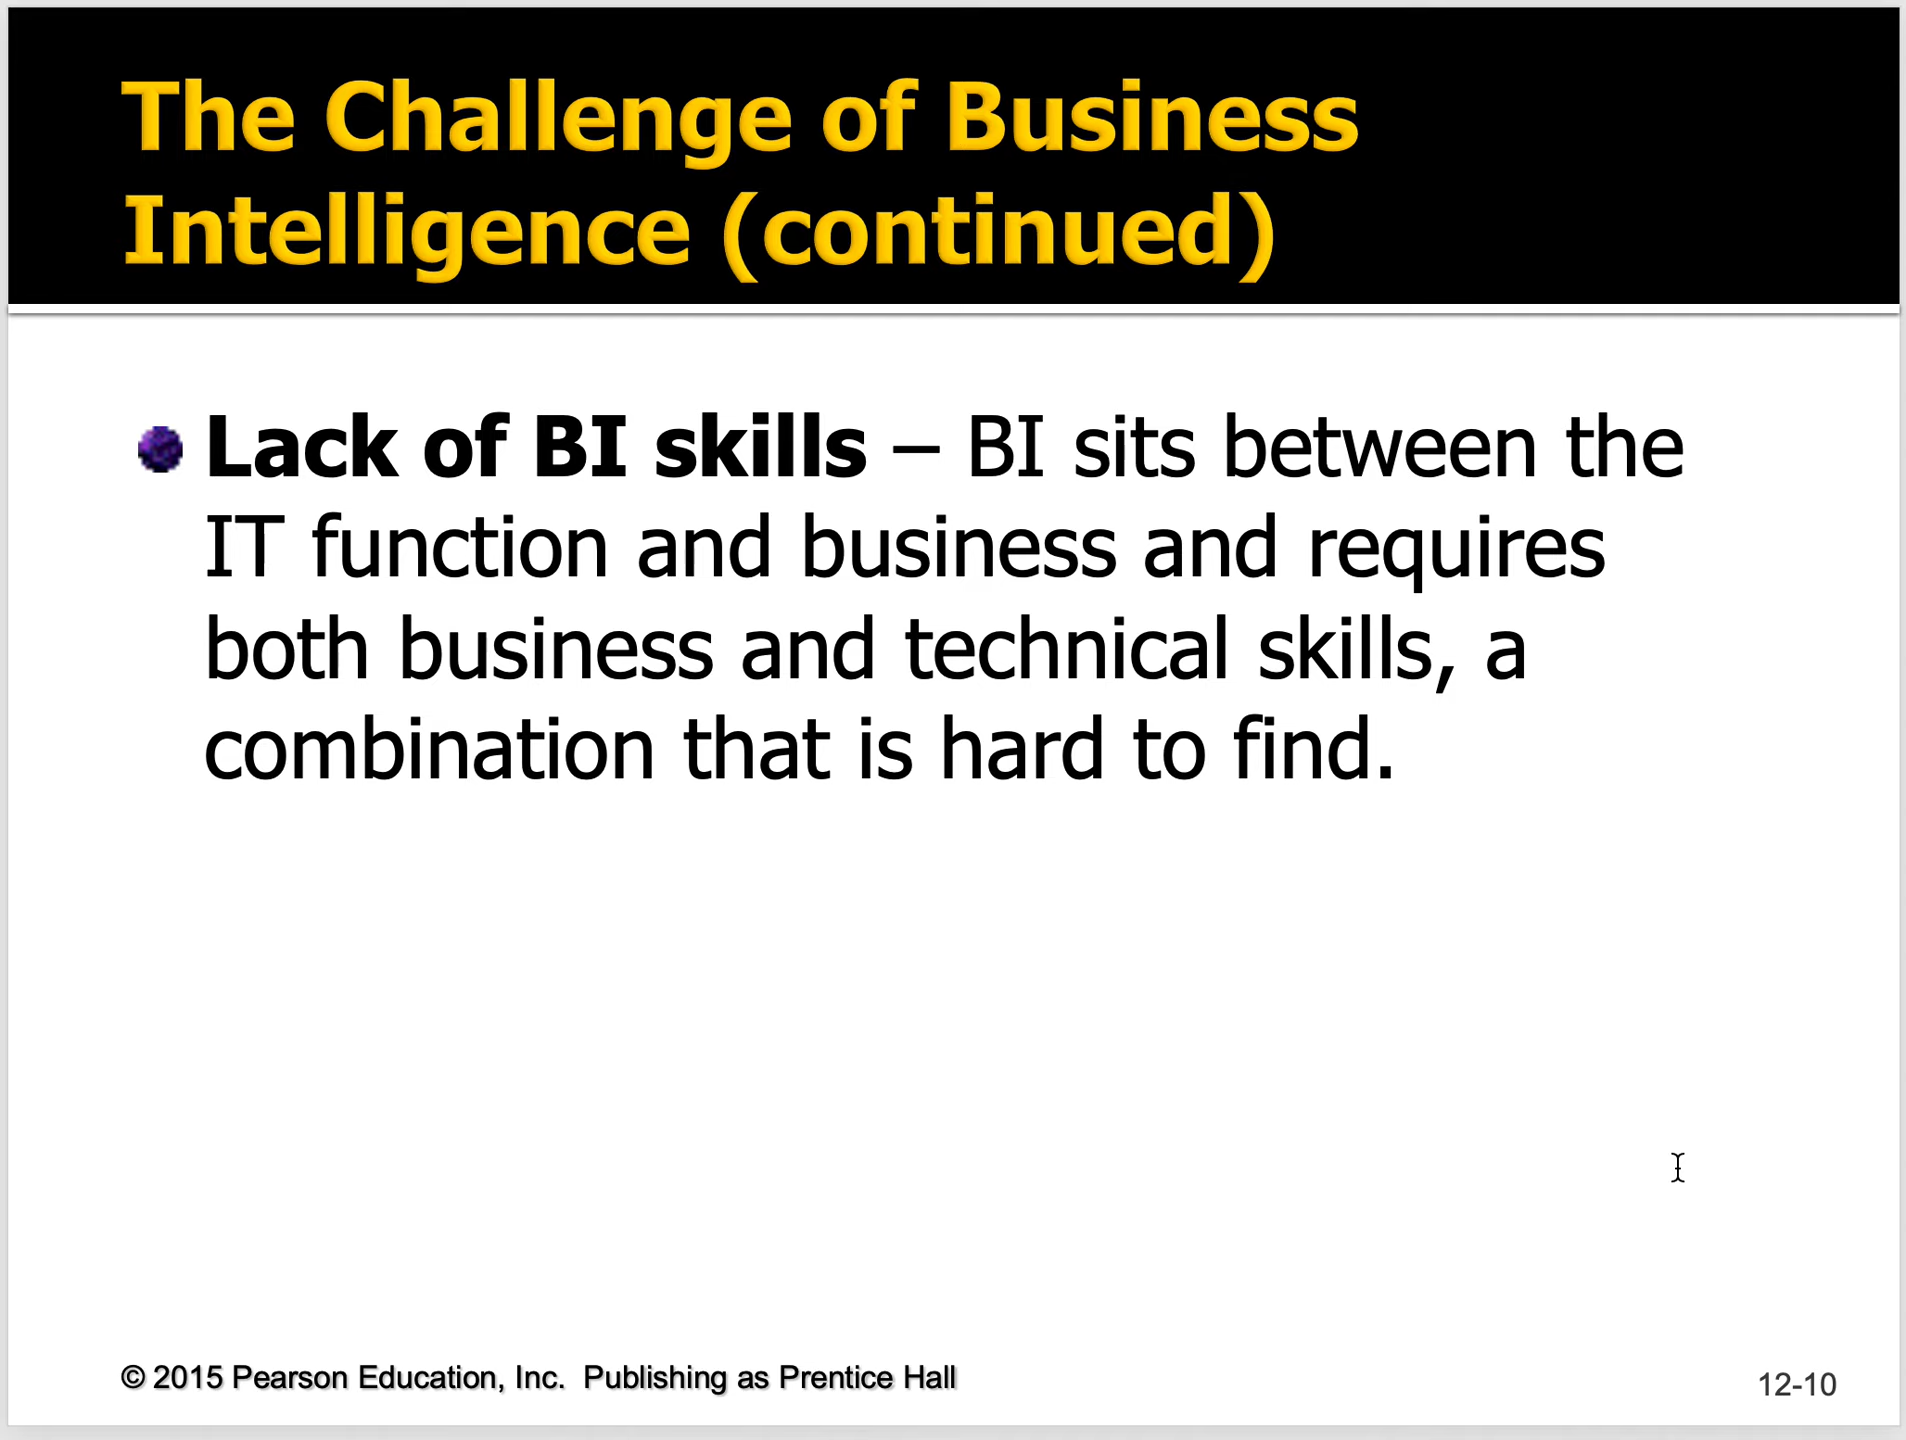 The Challenge of Business
Intelligence (continued)
Lack of BI skills – BI sits between the
IT function and business and requires
both business and technical skills, a
combination that is hard to find.
© 2015 Pearson Education, Inc. Publishing as Prentice Hall
12-10